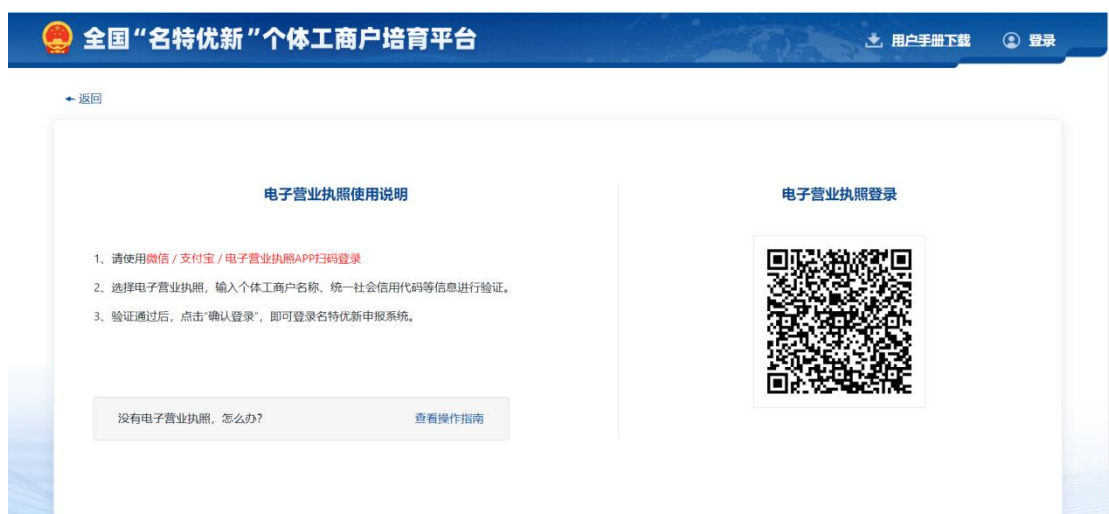 全国“名特优新”个体工商户培育平台
用户手册下载
登录
返回
电子营业执照使用说明
电子营业执照登录
1、请使用微信 / 支付宝 / 电子营业执照APP扫码登录
2、选择电子营业执照，输入个体工商户名称、统一社会信用代码等信息进行验证。
3、验证通过后，点击“确认登录”，即可登录名特优新申报系统。
没有电子营业执照，怎么办?
查看操作指南